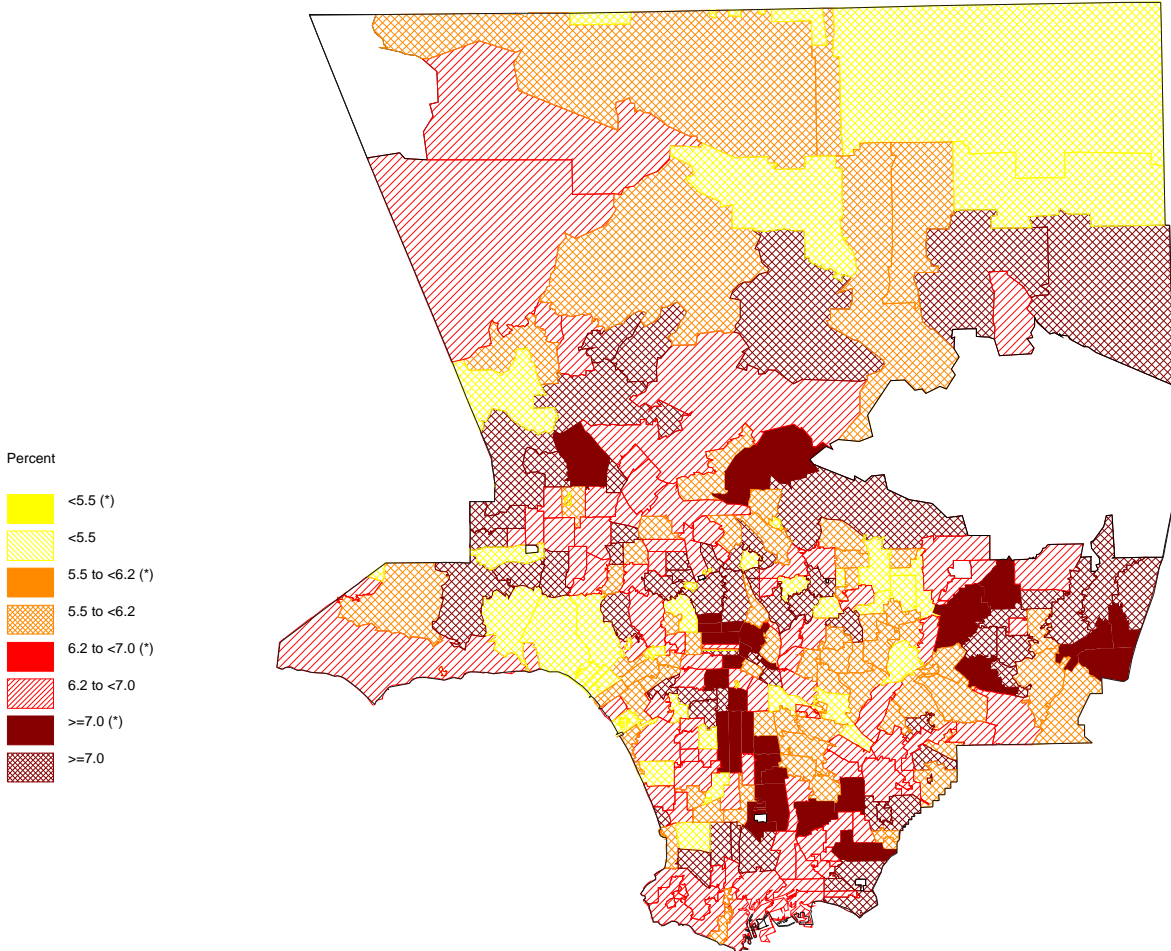 Percent
<5.5 (*)
<5.5
5.5 to <6.2 (*)
5.5 to <6.2
6.2 to <7.0 (*)
6.2 to <7.0
>=7.0 (*)
>=7.0